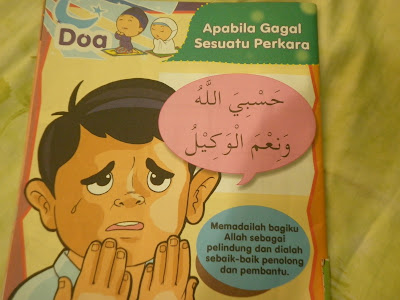 Doa
Apabila Gagal
Sesuatu Perkara
حَسْبِيَ اللَّهُ
وَنِعْمَ الْوَكِيْلُ
Memadailah bagiku
Allah sebagai
pelindung dan dialah
sebaik-baik penolong
dan pembantu.